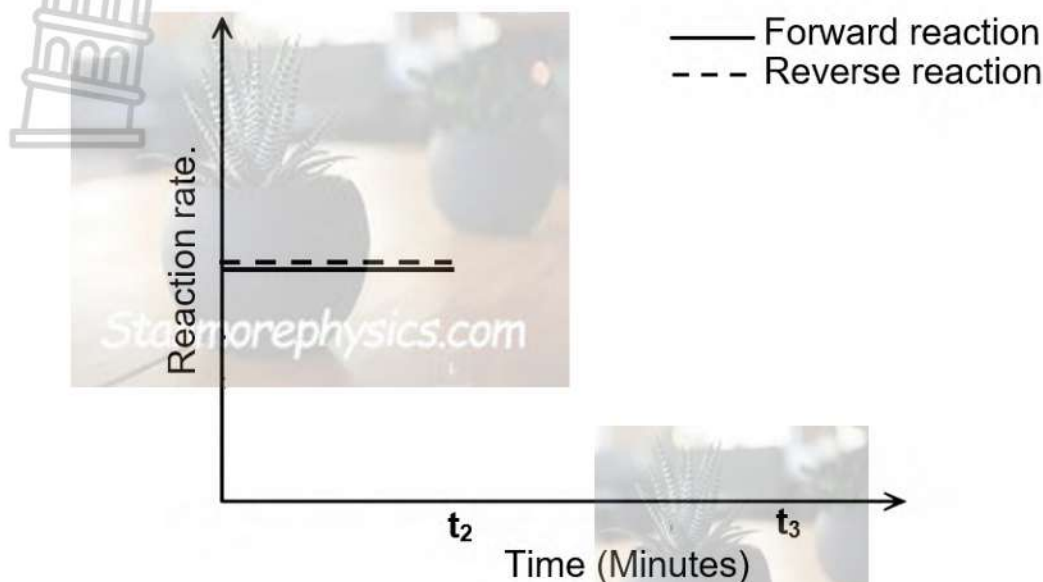 Forward reaction
Reverse reaction
Reaction rate.
Stanmorephysics.com
t₂
t₃
Time (Minutes)